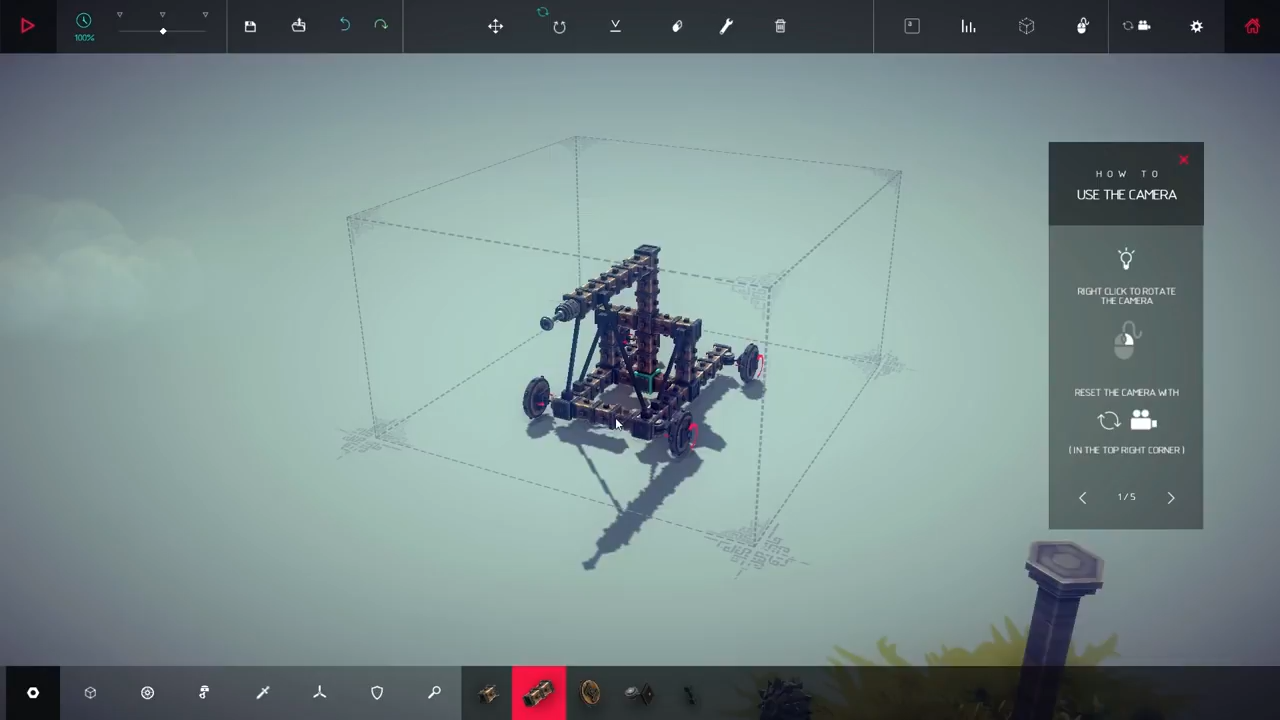 100%
HOW TO
USE THE CAMERA
RIGHT CLICK TO ROTATE
THE CAMERA
RESET THE CAMERA WITH
( IN THE TOP RIGHT CORNER )
1/5